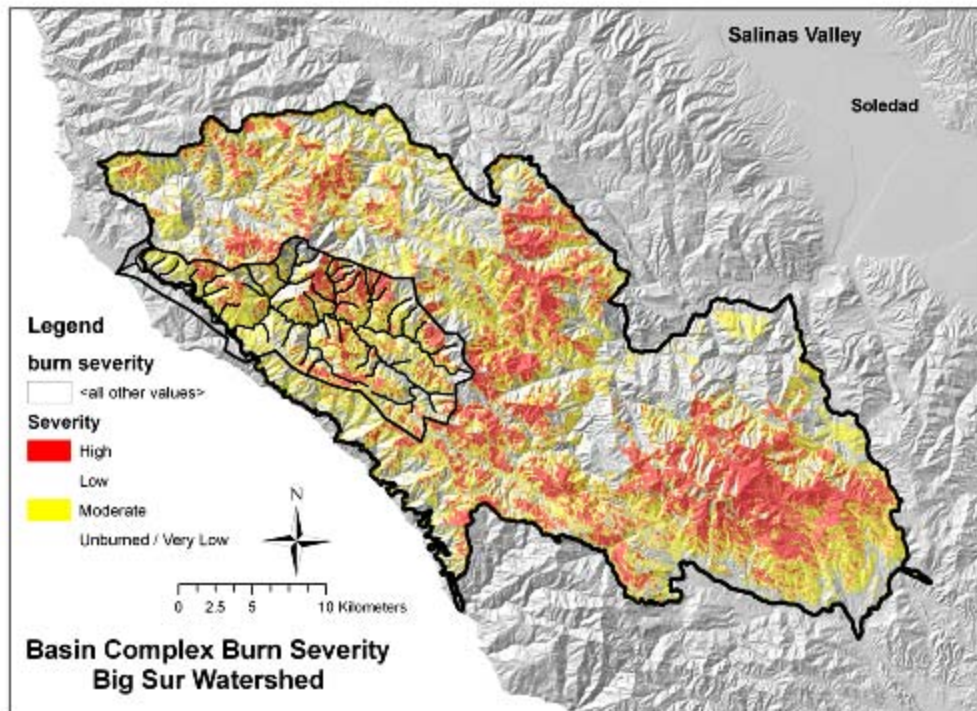 Salinas Valley
Soledad
Legend
burn severity
<all other values>
Severity
High
Low
Moderate
Unburned / Very Low
N
0 2.5 5 10 Kilometers
Basin Complex Burn Severity
Big Sur Watershed